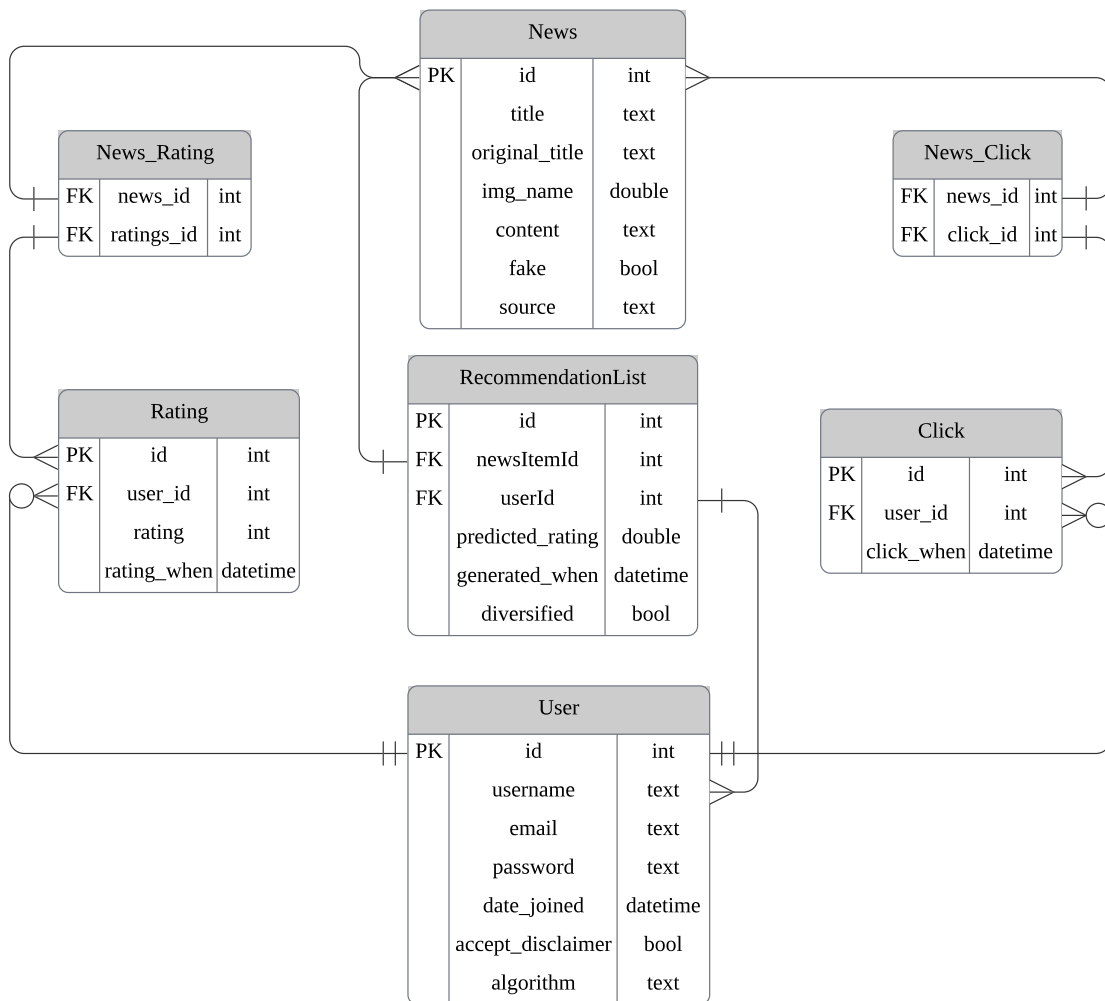 News
PK id int
title text
original_title text
img_name double
content text
fake bool
source text
News_Rating
FK news_id int
FK ratings_id int
News_Click
FK news_id int
FK click_id int
RecommendationList
PK id int
FK newsItemId int
FK userId int
predicted_rating double
generated_when datetime
diversified bool
Rating
PK id int
FK user_id int
rating int
rating_when datetime
Click
PK id int
FK user_id int
click_when datetime
User
PK id int
username text
email text
password text
date_joined datetime
accept_disclaimer bool
algorithm text